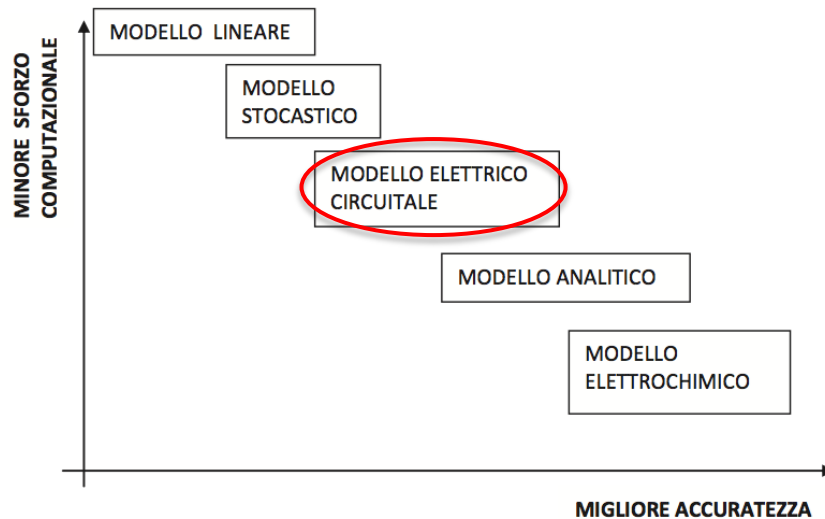 MINORE SFORZO
COMPUTAZIONALE
MODELLO LINEARE
MODELLO
STOCASTICO
MODELLO ELETTRICO
CIRCUITALE
MODELLO ANALITICO
MODELLO
ELETTROCHIMICO
MIGLIORE ACCURATEZZA